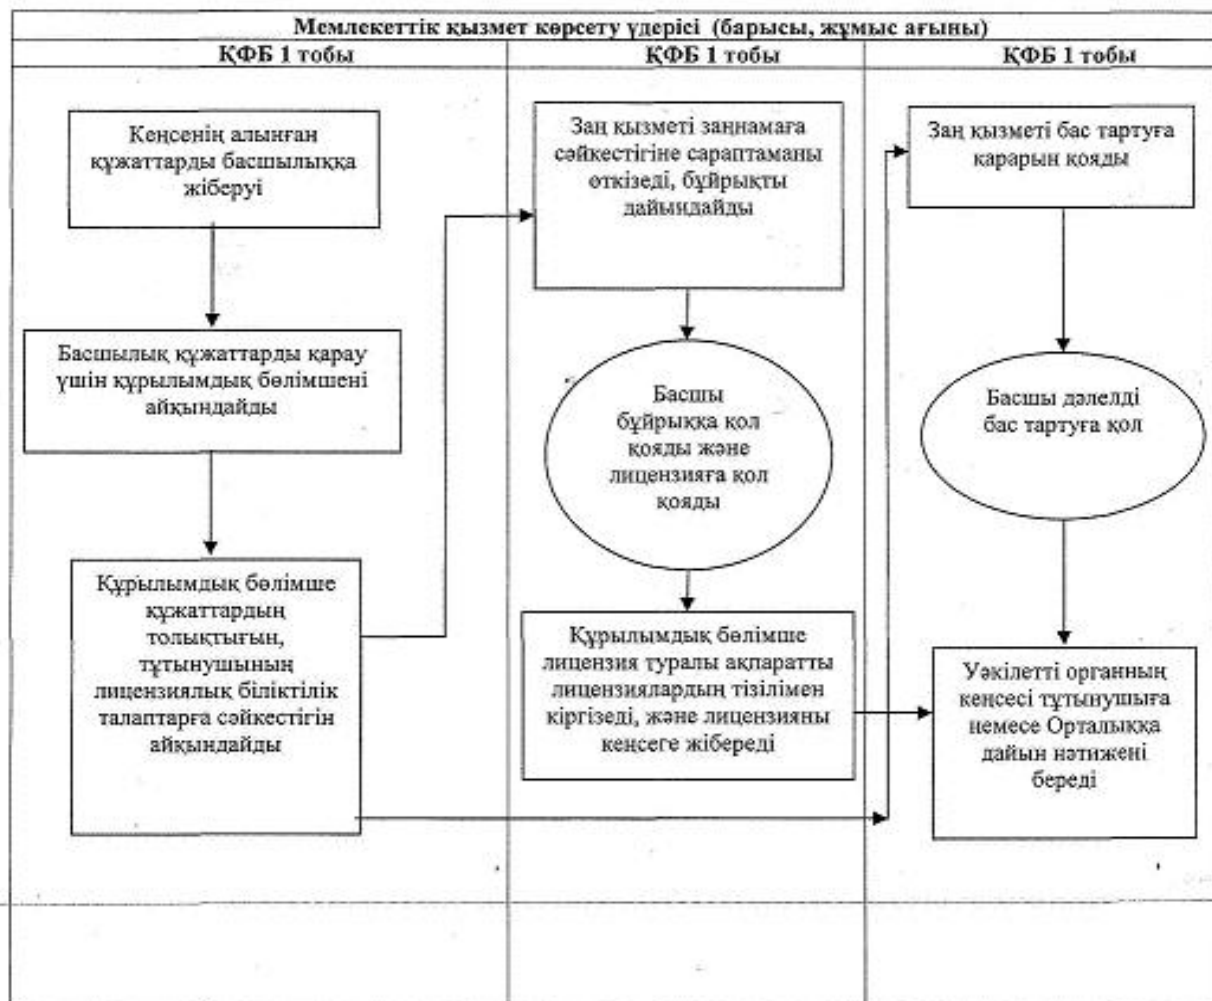 Мемлекеттік қызмет көрсету үдерісі (барысы, жұмыс ағыны)
ҚФБ 1 тобы
ҚФБ 1 тобы
ҚФБ 1 тобы
Кеңсенің алынған
құжаттарды басшылыққа
жіберуі
Басшылық құжаттарды қарау
үшін құрылымдық бөлімшені
айқындайды
Құрылымдық бөлімше
құжаттардың
толықтығын,
тұтынушының
лицензиялық біліктілік
талаптарға сәйкестігін
айқындайды
Заң қызметі заңнамаға
сәйкестігіне сараптаманы
өткізеді, бұйрықты
дайындайды
Басшы
бұйрыққа қол
қояды және
лицензияға қол
қояды
Құрылымдық бөлімше
лицензия туралы ақпаратты
лицензиялардың тізілімен
кіргізеді, және лицензияны
кеңсеге жібереді
Заң қызметі бас тартуға
қарарын қояды
Басшы дәлелді
бас тартуға қол
Уәкілетті органның
кеңсесі тұтынушыға
немесе Орталыққа
дайын нәтижені
береді